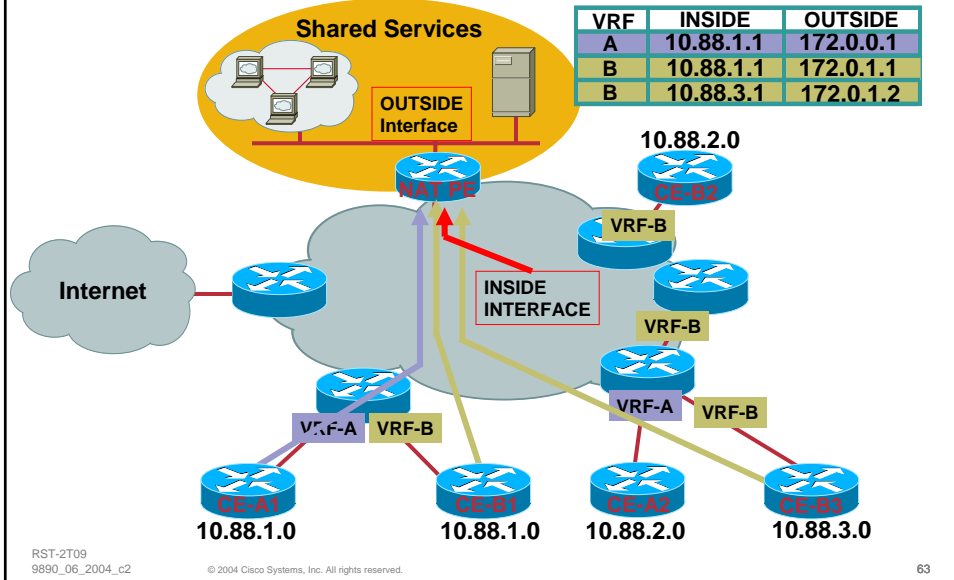 Shared Services
VRF INSIDE OUTSIDE
A 10.88.1.1 172.0.0.1
B 10.88.1.1 172.0.1.1
B 10.88.3.1 172.0.1.2
OUTSIDE
Interface
NAT PE
10.88.2.0
CE-B2
VRF-B
Internet
INSIDE
INTERFACE
VRF-B
VRF-A
VRF-B
VRF-A
VRF-B
CE-A1
CE-B1
CE-A2
CE-B3
10.88.1.0
10.88.1.0
10.88.2.0
10.88.3.0
RST-2T09
9890_06_2004_c2
© 2004 Cisco Systems, Inc. All rights reserved.
63